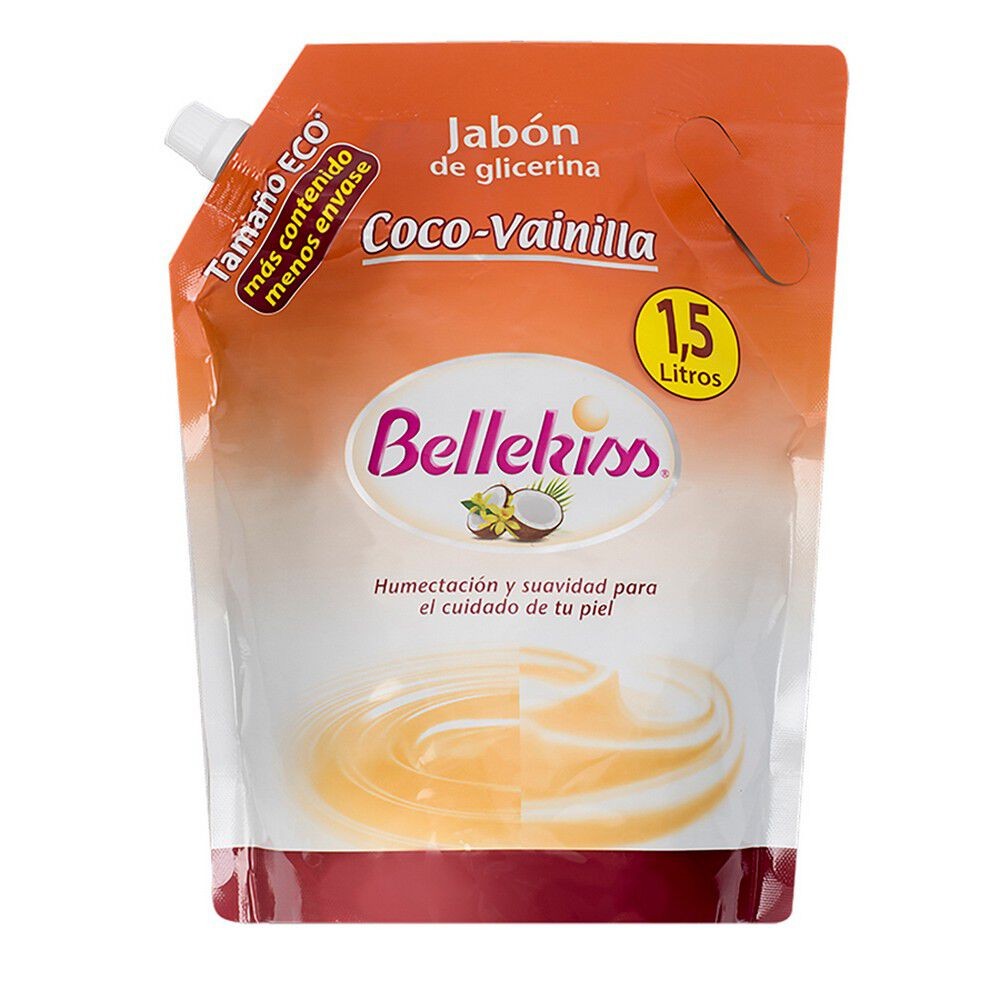 Jabón
de glicerina
Coco-Vainilla
Tamaño ECO*
más contenido
menos envase
1,5
Litros
Bellekiss®
Humectación y suavidad para
el cuidado de tu piel